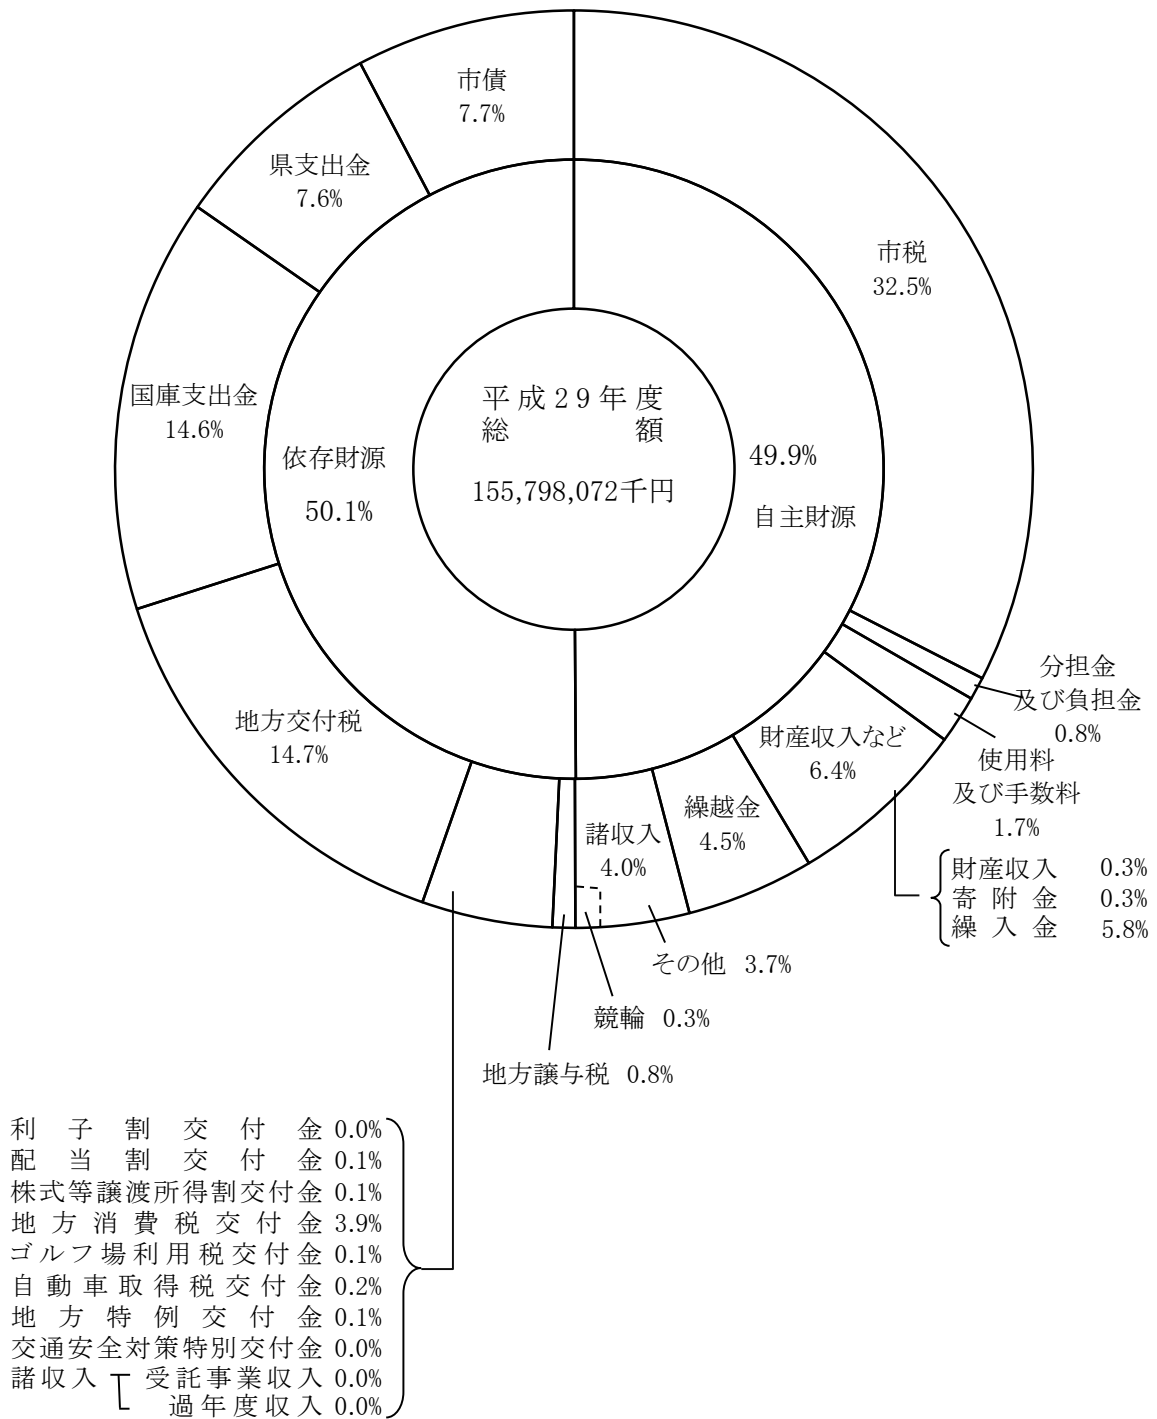 市債
7.7%
県支出金
7.6%
市税
32.5%
国庫支出金
14.6%
平成29年度
総額
155,798,072千円
依存財源
50.1%
49.9%
自主財源
地方交付税
14.7%
分担金
及び負担金
0.8%
使用料
及び手数料
1.7%
財産収入など
6.4%
繰越金
4.5%
諸収入
4.0%
財産収入 0.3%
寄附金 0.3%
繰入金 5.8%
その他 3.7%
競輪 0.3%
地方譲与税 0.8%
利子割交付金 0.0%
配当割交付金 0.1%
株式等譲渡所得割交付金 0.1%
地方消費税交付金 3.9%
ゴルフ場利用税交付金 0.1%
自動車取得税交付金 0.2%
地方特例交付金 0.1%
交通安全対策特別交付金 0.0%
諸収入 受託事業収入 0.0%
過年度収入 0.0%